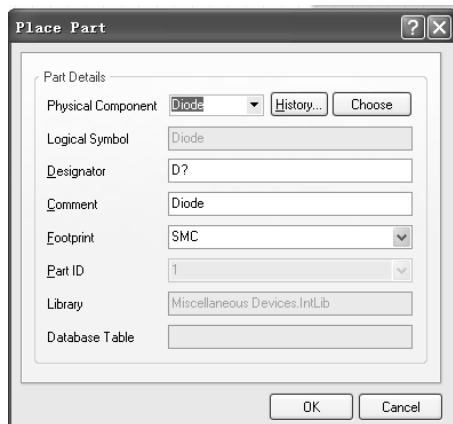 Place Part
Part Details
Physical Component Diode History... Choose
Logical Symbol Diode
Designator D?
Comment Diode
Footprint SMC
Part ID 1
Library Miscellaneous Devices.IntLib
Database Table
OK Cancel